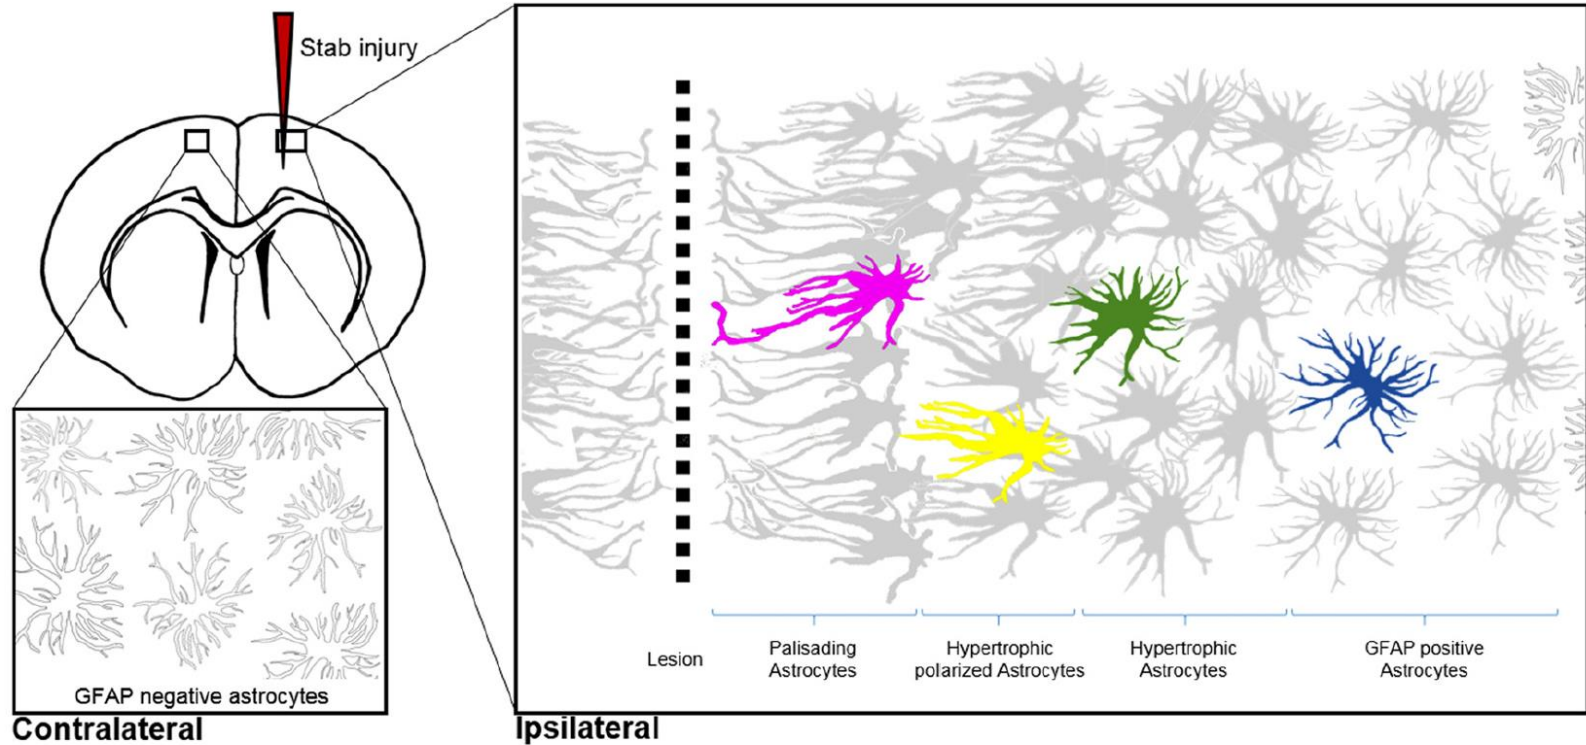 Stab injury
GFAP negative astrocytes
Contralateral
Lesion
Palisading
Astrocytes
Hypertrophic
polarized Astrocytes
Hypertrophic
Astrocytes
GFAP positive
Astrocytes
Ipsilateral